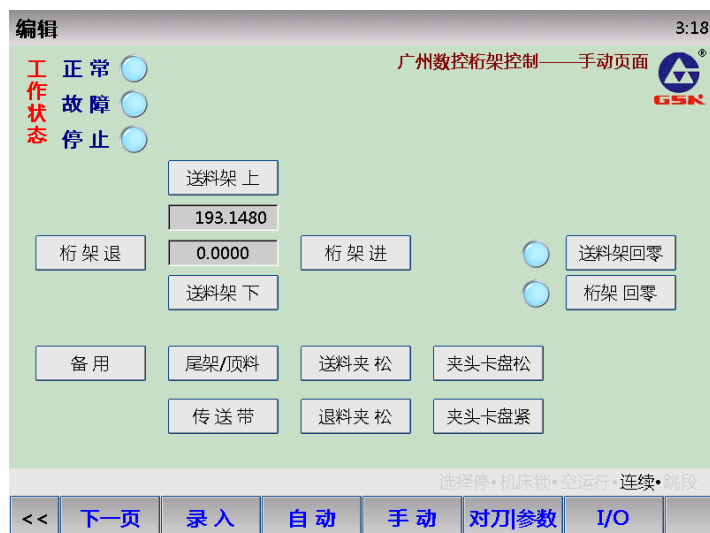 编辑 3:18
广州数控桁架控制——手动页面
®
GSK
工作状态
正常
故障
停止
送料架 上
193.1480
桁架退 0.0000 桁架进 送料架回零
送料架 下 桁架 回零
备用 尾架/顶料 送料夹 松 夹头卡盘松
传送带 退料夹 松 夹头卡盘紧
选择停•机床锁•空运行•连续•跳段
<< 下一页 录入 自动 手动 对刀|参数 I/O